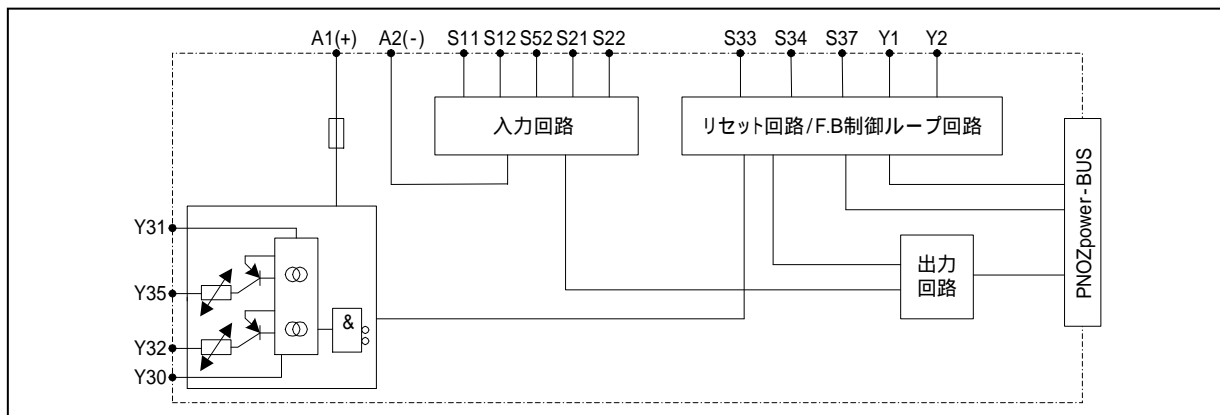 A1(+) A2(-) S11 S12 S52 S21 S22 S33 S34 S37 Y1 Y2
入力回路
リセット回路/F.B制御ループ回路
PNOZpower-BUS
Y31
Y35
Y32
Y30
&
出力
回路